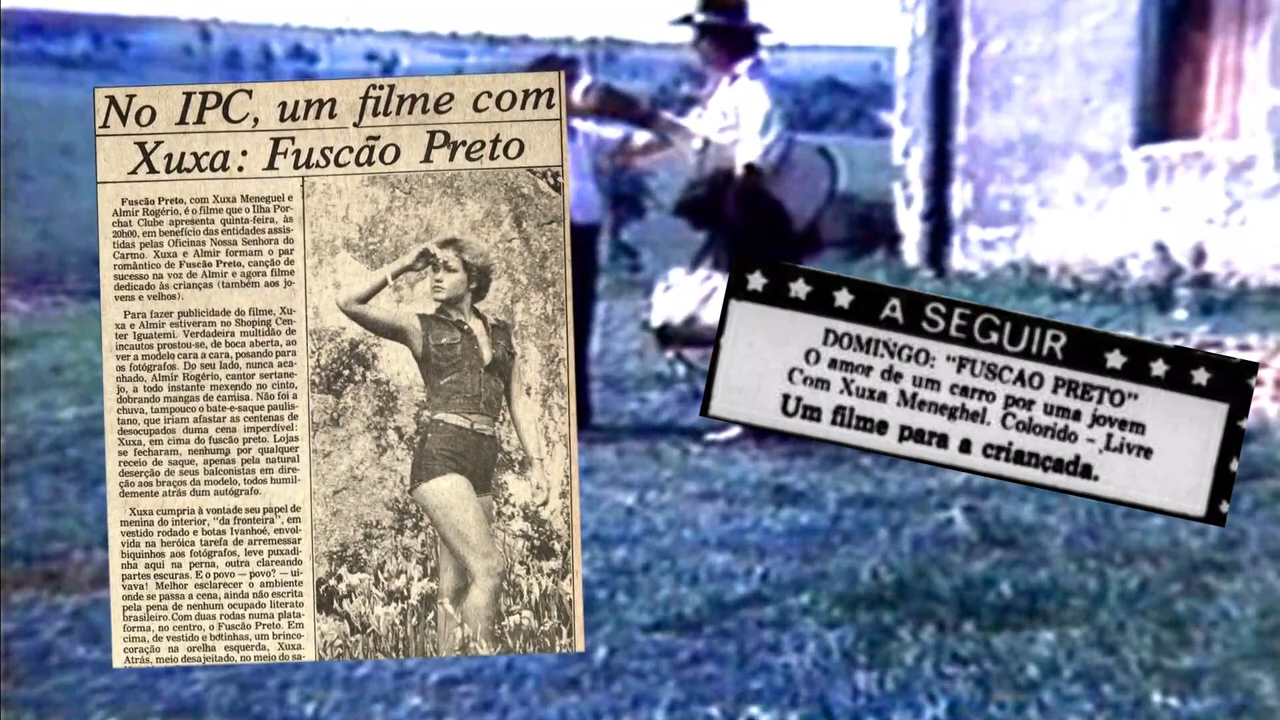 No IPC, um filme com
Xuxa: Fuscão Preto
Fuscão Preto, com Xuxa Meneguel e
Almir Rogério, é o filme que o Ilha Por-
chat Clube apresenta quinta-feira, às
20h00, em benefício das entidades assis-
tidas pelas Oficinas Nossa Senhora do
Carmo. Xuxa e Almir formam o par
romântico de Fuscão Preto, canção de
sucesso na voz de Almir e agora filme
dedicado às crianças (também aos jo-
vens e velhos).
Para fazer publicidade do filme, Xu-
xa e Almir estiveram no Shoping Cen-
ter Iguatemi. Verdadeira multidão de
incautos prostou-se, de boca aberta, ao
ver a modelo cara a cara, posando para
os fotógrafos. Do seu lado, nunca aca-
nhado, Almir Rogério, cantor sertane-
jo, a todo instante mexendo no cinto,
dobrando mangas de camisa. Não foi a
chuva, tampouco o bate-e-saque paulis-
tano, que iriam afastar as centenas de
desocupados duma cena imperdível:
Xuxa, em cima do fuscão preto. Lojas
se fecharam, nenhuma por qualquer
receio de saque, apenas pela natural
deserção de seus balconistas em dire-
ção aos braços da modelo, todos humil-
demente atrás dum autógrafo.
Xuxa cumpria à vontade seu papel de
menina do interior, "da fronteira", em
vestido rodado e botas Ivanhoé, envol-
vida na heróica tarefa de arremessar
biquinhos aos fotógrafos, leve puxadi-
nha aqui na perna, outra clareando
partes escuras. E o povo — povo? — ui-
vava! Melhor esclarecer o ambiente
onde se passa a cena, ainda não escrita
pela pena de nenhum ocupado literato
brasileiro. Com duas rodas numa plata-
forma, no centro, o Fuscão Preto. Em
cima, de vestido e botinhas, um brinco-
coração na orelha esquerda, Xuxa.
Atrás, meio desajeitado, no meio do sa-
A SEGUIR
DOMINGO: "FUSCAO PRETO"
O amor de um carro por uma jovem
Com Xuxa Meneghel. Colorido - Livre
Um filme para a criançada.